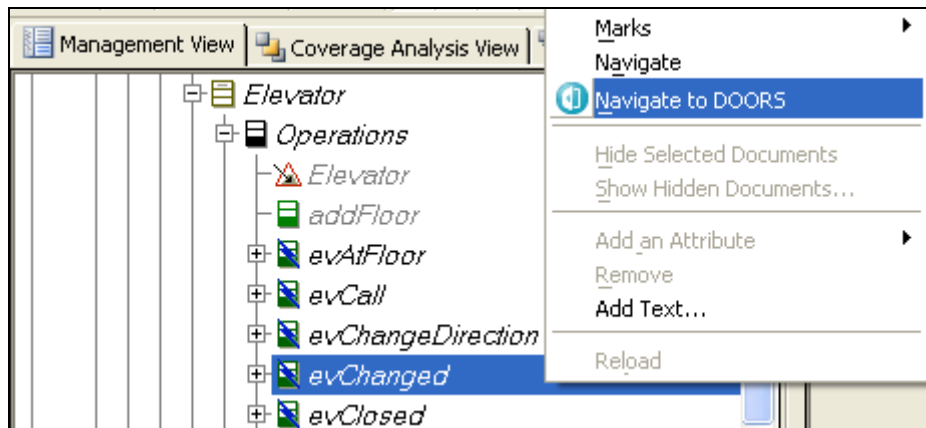 Management View
Coverage Analysis View
Elevator
Operations
Elevator
addFloor
evAtFloor
evCall
evChangeDirection
evChanged
evClosed
Marks
Navigate
Navigate to DOORS
Hide Selected Documents
Show Hidden Documents...
Add an Attribute
Remove
Add Text...
Reload